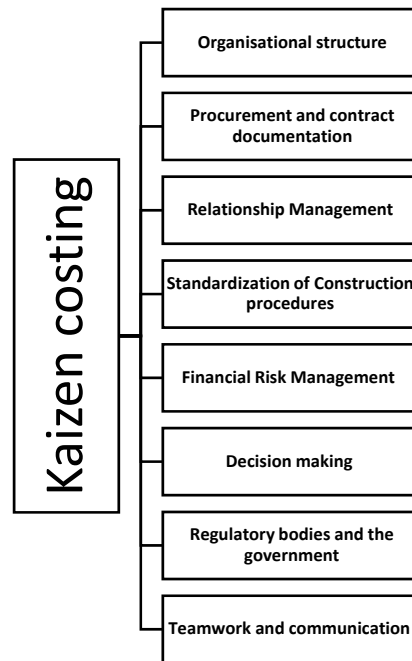 Kaizen costing
Organisational structure
Procurement and contract
documentation
Relationship Management
Standardization of Construction
procedures
Financial Risk Management
Decision making
Regulatory bodies and the
government
Teamwork and communication